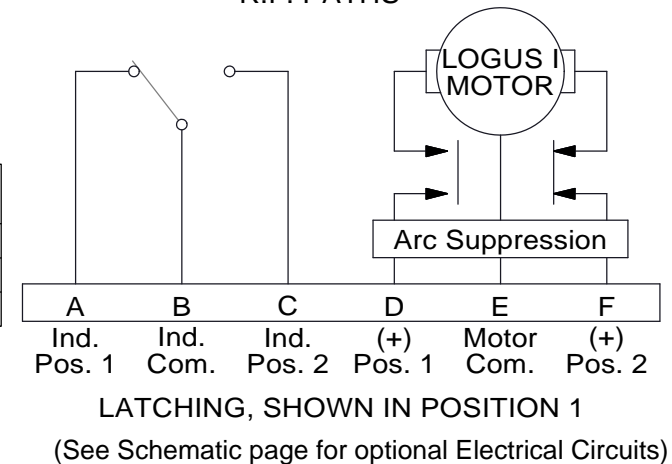 LOGUS I
MOTOR
Arc Suppression
A B C D E F
Ind. Ind. Ind. (+) Motor (+)
Pos. 1 Com. Pos. 2 Pos. 1 Com. Pos. 2
LATCHING, SHOWN IN POSITION 1
(See Schematic page for optional Electrical Circuits)